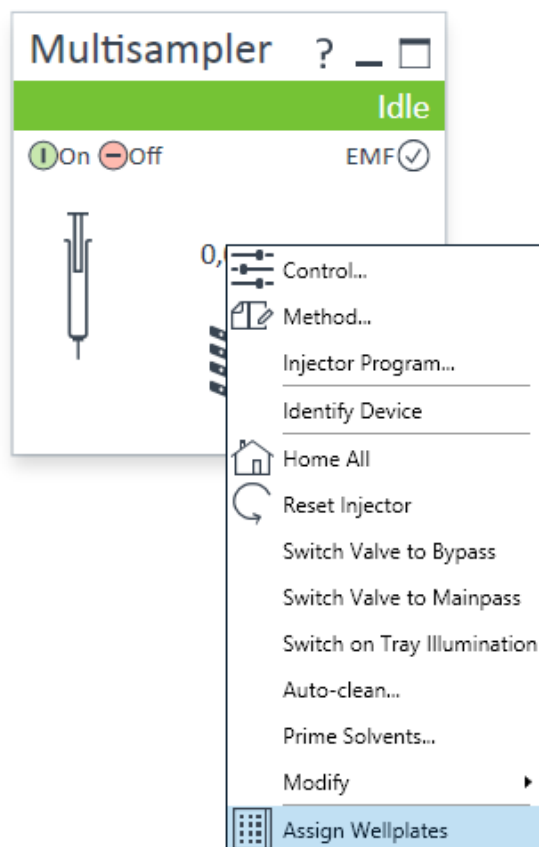 Multisampler ?
Idle
On Off EMF
0,
Control...
Method...
Injector Program...
Identify Device
Home All
Reset Injector
Switch Valve to Bypass
Switch Valve to Mainpass
Switch on Tray Illumination
Auto-clean...
Prime Solvents...
Modify
Assign Wellplates